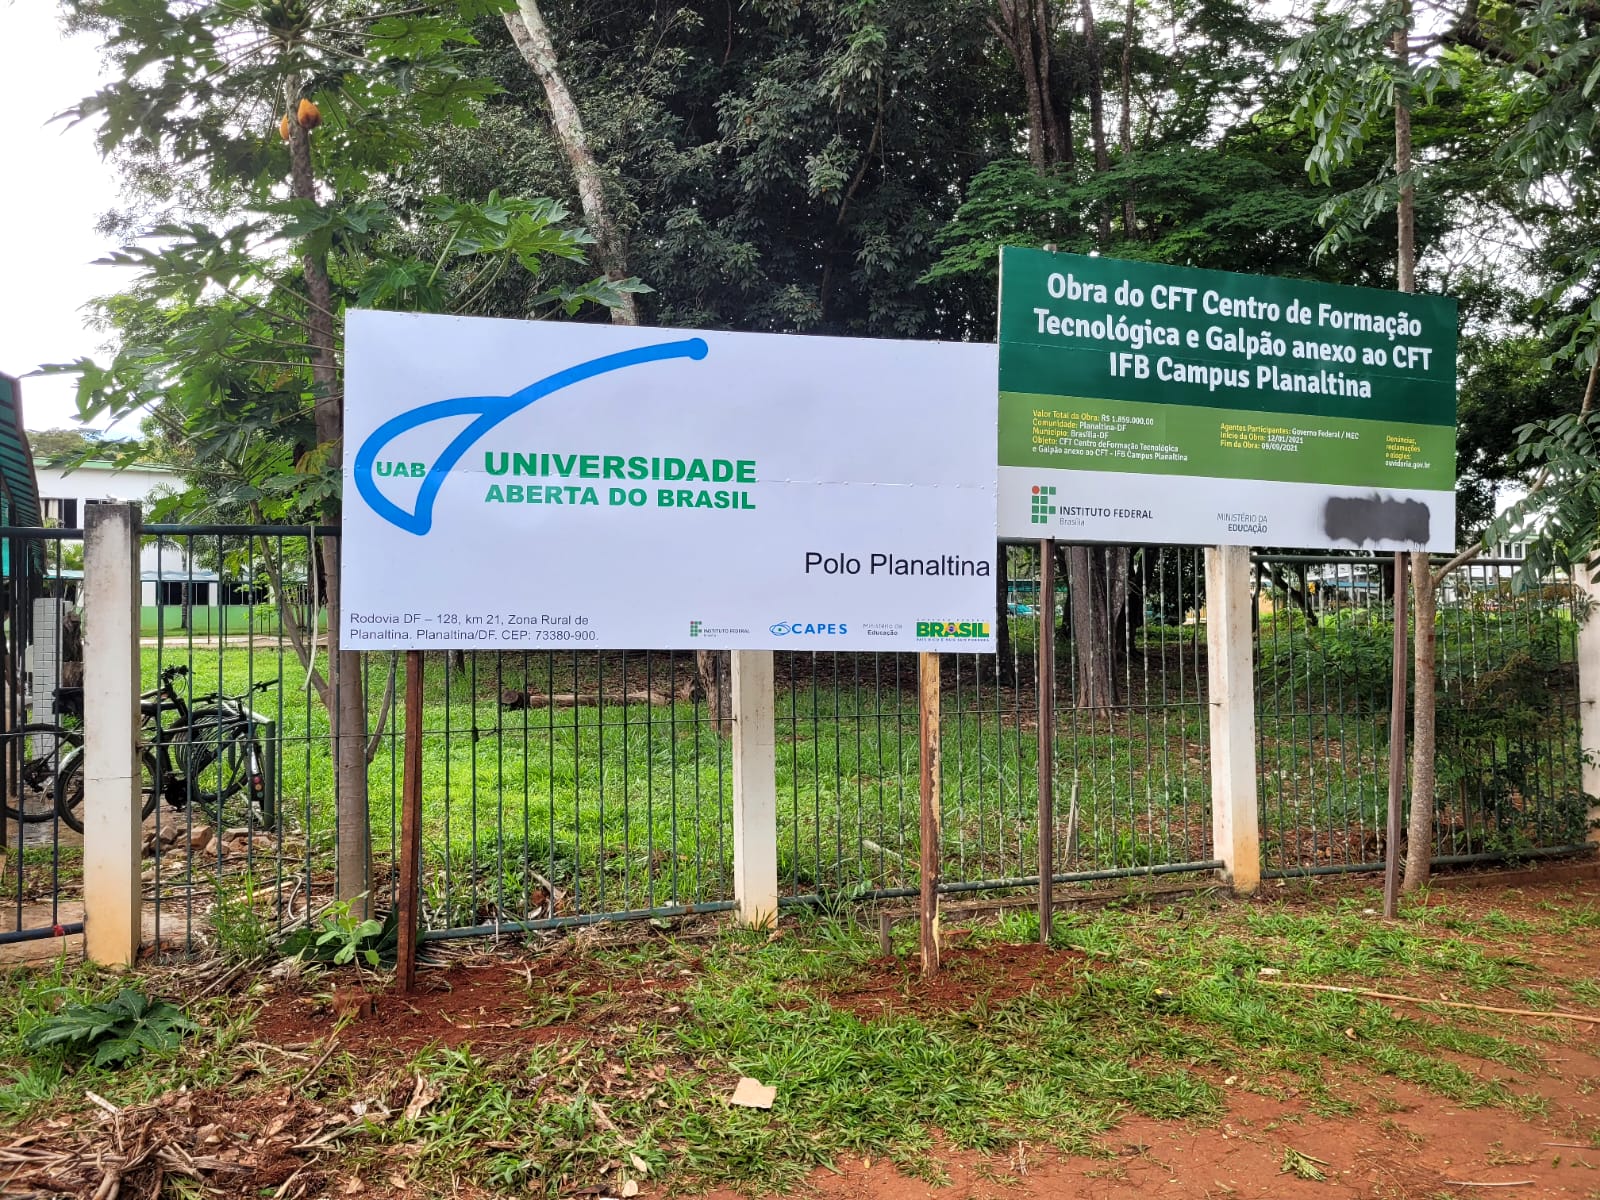 UAB
UNIVERSIDADE
ABERTA DO BRASIL
Polo Planaltina
Rodovia DF – 128, km 21, Zona Rural de
Planaltina. Planaltina/DF. CEP: 73380-900.
INSTITUTO FEDERAL
Brasília
CAPES
Ministério da
Educação
BRASIL
Obra do CFT Centro de Formação
Tecnológica e Galpão anexo ao CFT
IFB Campus Planaltina
Valor Total da Obra: R$ 1.859.000,00
Comunidade: Planaltina-DF
Município: Brasília-DF
Objeto: CFT Centro deFormação Tecnológica
e Galpão anexo ao CFT - IFB Campus Planaltina
Agentes Participantes: Governo Federal / MEC
Início da Obra: 12/01/2021
Fim da Obra: 09/09/2021
Denúncias,
reclamações
e elogios:
ouvidoria.gov.br
INSTITUTO FEDERAL
Brasília
MINISTÉRIO DA
EDUCAÇÃO